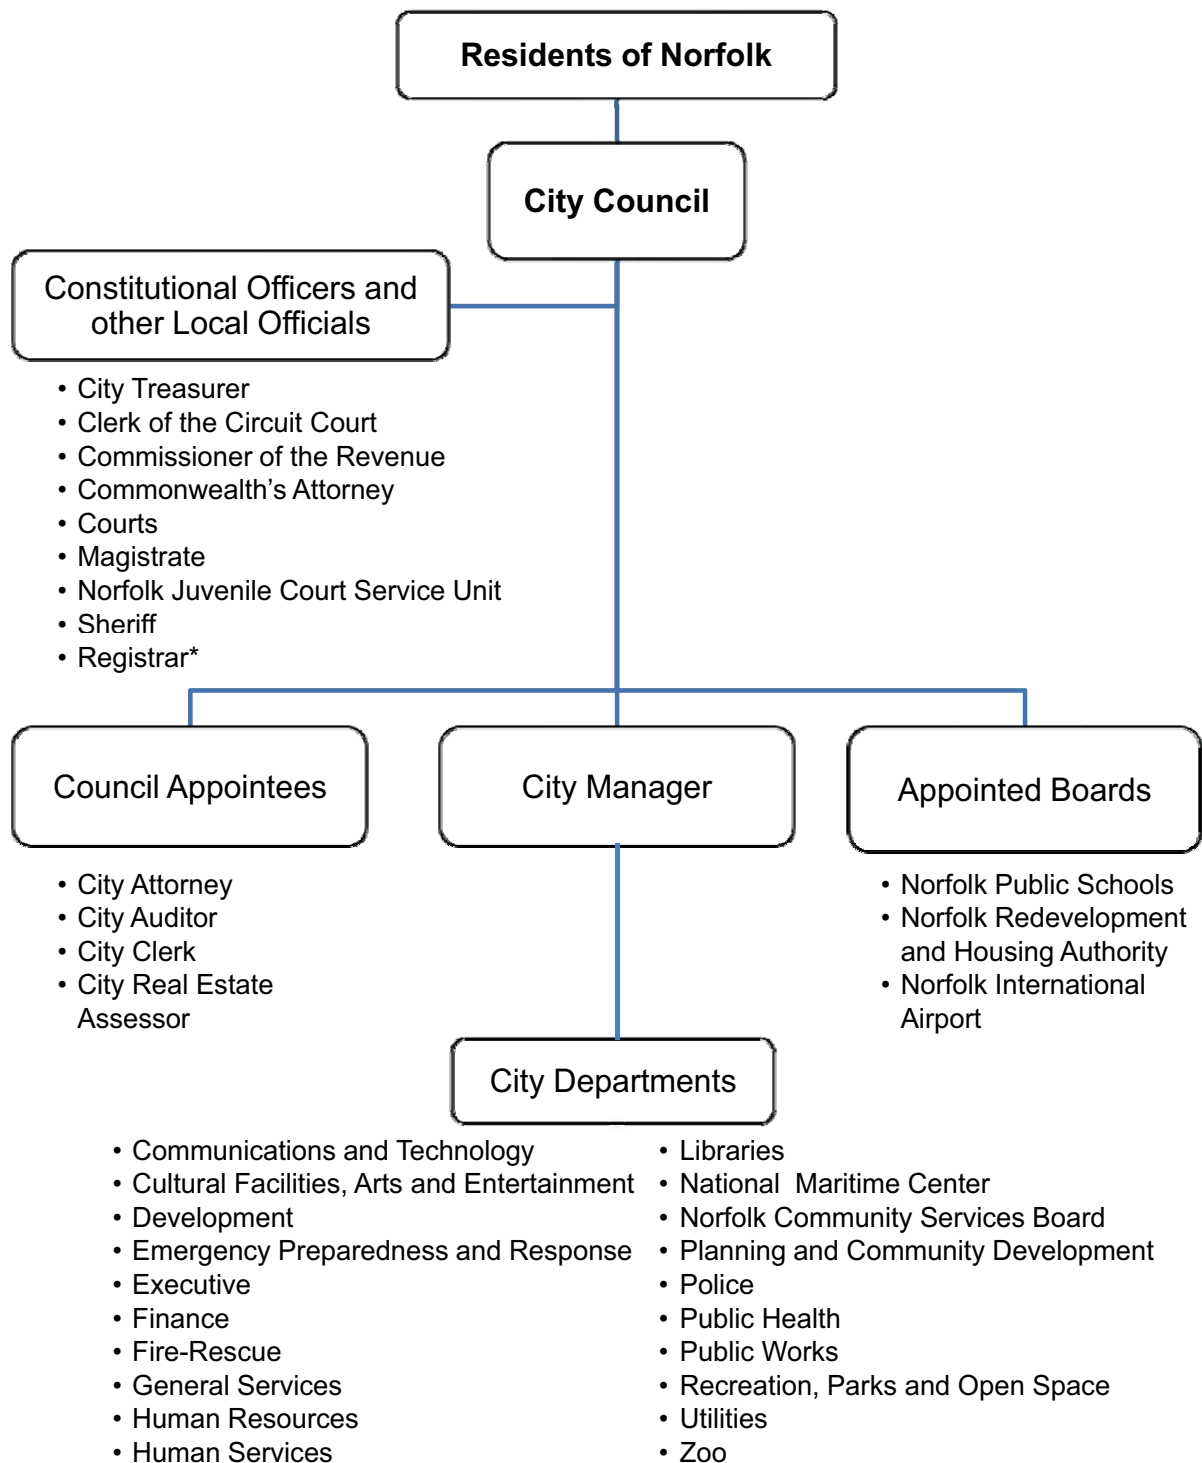 Residents of Norfolk
City Council
Constitutional Officers and
other Local Officials
• City Treasurer
• Clerk of the Circuit Court
• Commissioner of the Revenue
• Commonwealth’s Attorney
• Courts
• Magistrate
• Norfolk Juvenile Court Service Unit
• Sheriff
• Registrar*
Council Appointees
• City Attorney
• City Auditor
• City Clerk
• City Real Estate
Assessor
City Manager
Appointed Boards
• Norfolk Public Schools
• Norfolk Redevelopment
and Housing Authority
• Norfolk International
Airport
City Departments
• Communications and Technology
• Cultural Facilities, Arts and Entertainment
• Development
• Emergency Preparedness and Response
• Executive
• Finance
• Fire-Rescue
• General Services
• Human Resources
• Human Services
• Libraries
• National  Maritime Center
• Norfolk Community Services Board
• Planning and Community Development
• Police
• Public Health
• Public Works
• Recreation, Parks and Open Space
• Utilities
• Zoo